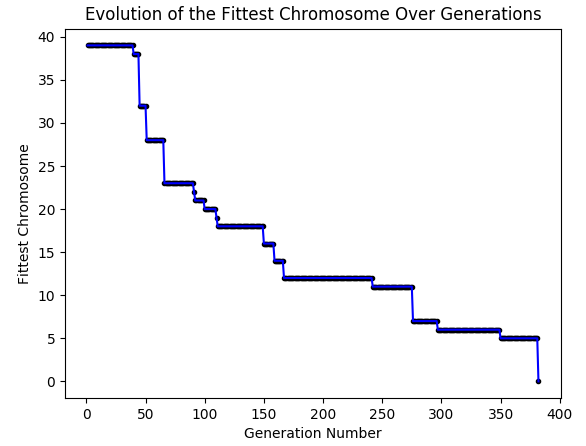 Evolution of the Fittest Chromosome Over Generations
Fittest Chromosome
40
35
30
25
20
15
10
5
0
0 50 100 150 200 250 300 350 400
Generation Number